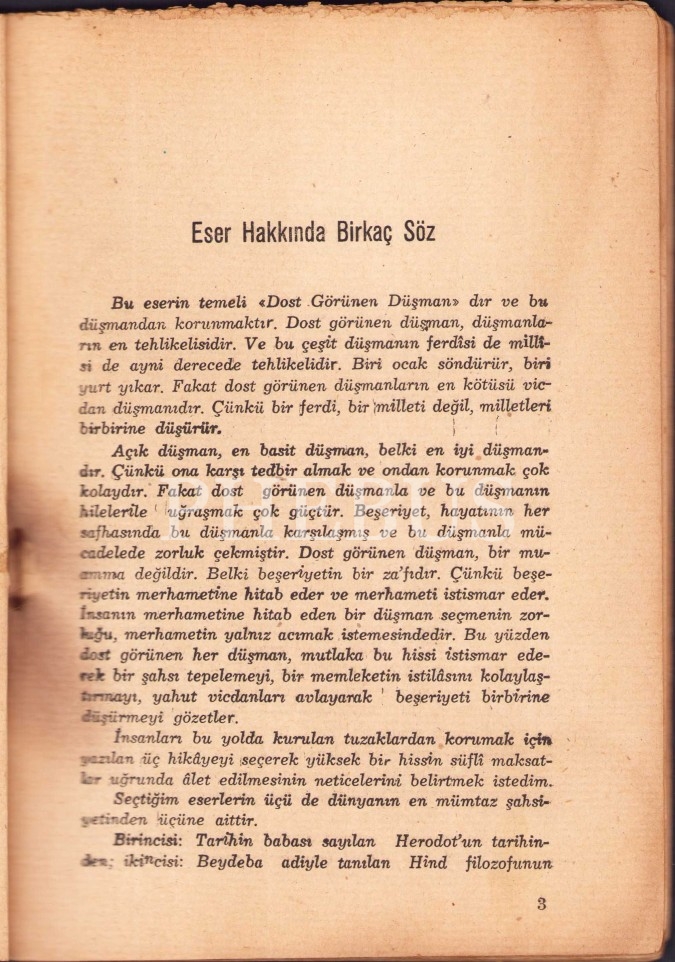 Eser Hakkında Birkaç Söz
Bu eserin temeli «Dost Görünen Düşman» dır ve bu
düşmandan korunmaktır. Dost görünen düşman, düşmanla-
rın en tehlikelisidir. Ve bu çeşit düşmanın ferdîsi de millî-
si de ayni derecede tehlikelidir. Biri ocak söndürür, biri
yurt yıkar. Fakat dost görünen düşmanların en kötüsü vic-
dan düşmanıdır. Çünkü bir ferdi, bir milleti değil, milletleri
birbirine düşürür.
Açık düşman, en basit düşman, belki en iyi düşman-
dır. Çünkü ona karşı tedbir almak ve ondan korunmak çok
kolaydır. Fakat dost görünen düşmanla ve bu düşmanın
hilelerile uğraşmak çok güçtür. Beşeriyet, hayatının her
safhasında bu düşmanla karşılaşmış ve bu düşmanla mü-
cadelede zorluk çekmiştir. Dost görünen düşman, bir mu-
amma değildir. Belki beşeriyetin bir za'fıdır. Çünkü beşe-
riyetin merhametine hitab eder ve merhameti istismar eder.
İnsanın merhametine hitab eden bir düşman seçmenin zor-
luğu, merhametin yalnız acımak istemesindedir. Bu yüzden
dost görünen her düşman, mutlaka bu hissi istismar ede-
rek bir şahsı tepelemeyi, bir memleketin istilâsını kolaylaş-
tırmayı, yahut vicdanları avlayarak beşeriyeti birbirine
düşürmeyi gözetler.
İnsanları bu yolda kurulan tuzaklardan korumak için
yazılan üç hikâyeyi seçerek yüksek bir hissin süflî maksat-
lar uğrunda âlet edilmesinin neticelerini belirtmek istedim.
Seçtiğim eserlerin üçü de dünyanın en mümtaz şahsi-
yetinden üçüne aittir.
Birincisi: Tarihin babası sayılan Herodot'un tarihin-
den; ikincisi: Beydeba adiyle tanılan Hind filozofunun
3